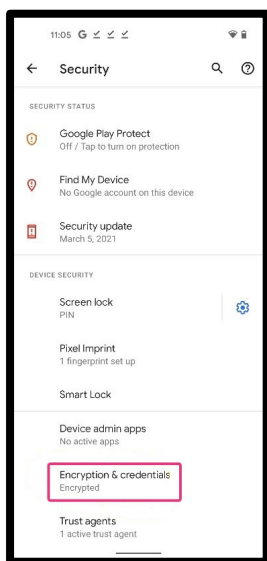 11:05 G
Security
SECURITY STATUS
Google Play Protect
Off / Tap to turn on protection
Find My Device
No Google account on this device
Security update
March 5, 2021
DEVICE SECURITY
Screen lock
PIN
Pixel Imprint
1 fingerprint set up
Smart Lock
Device admin apps
No active apps
Encryption & credentials
Encrypted
Trust agents
1 active trust agent